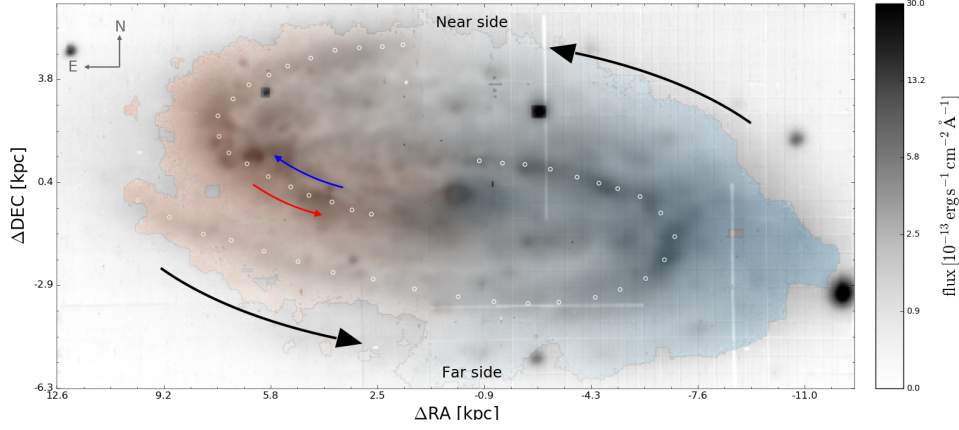 Near side
N
E
3.8
0.4
-2.9
-6.3
ΔDEC [kpc]
Far side
12.6 9.2 5.8 2.5 -0.9 -4.3 -7.6 -11.0
ΔRA [kpc]
30.0
13.2
5.8
2.5
0.9
0.0
flux [10⁻¹³ erg s⁻¹ cm⁻² Å⁻¹]